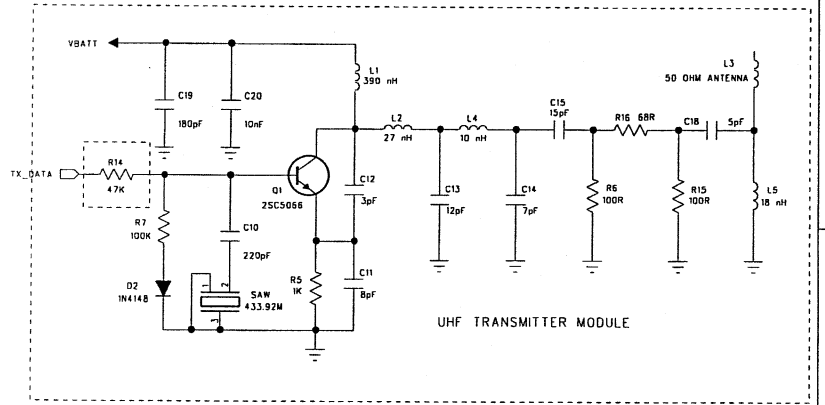 VBATT
L1
390 nH
L3
50 OHM ANTENNA
C19
180pF
C20
10nF
L2
27 nH
L4
10 nH
C15
15pF
R16 68R
C18
5pF
TX_DATA
R14
47K
Q1
2SC5066
C12
3pF
C13
12pF
C14
7pF
R6
100R
R15
100R
L5
18 nH
R7
100K
C10
220pF
D2
1N4148
1
2
3
SAW
433.92M
R5
1K
C11
8pF
UHF TRANSMITTER MODULE